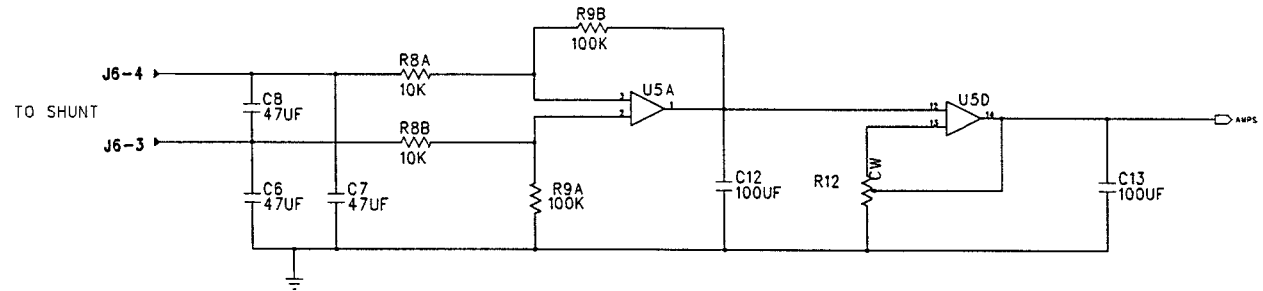 R9B
100K
J6-4
R8A
10K
U5A
3
2
1
TO SHUNT
C8
47UF
J6-3
R8B
10K
12
13
U5D
14
AMPS
C6
47UF
C7
47UF
R9A
100K
C12
100UF
R12
CW
C13
100UF